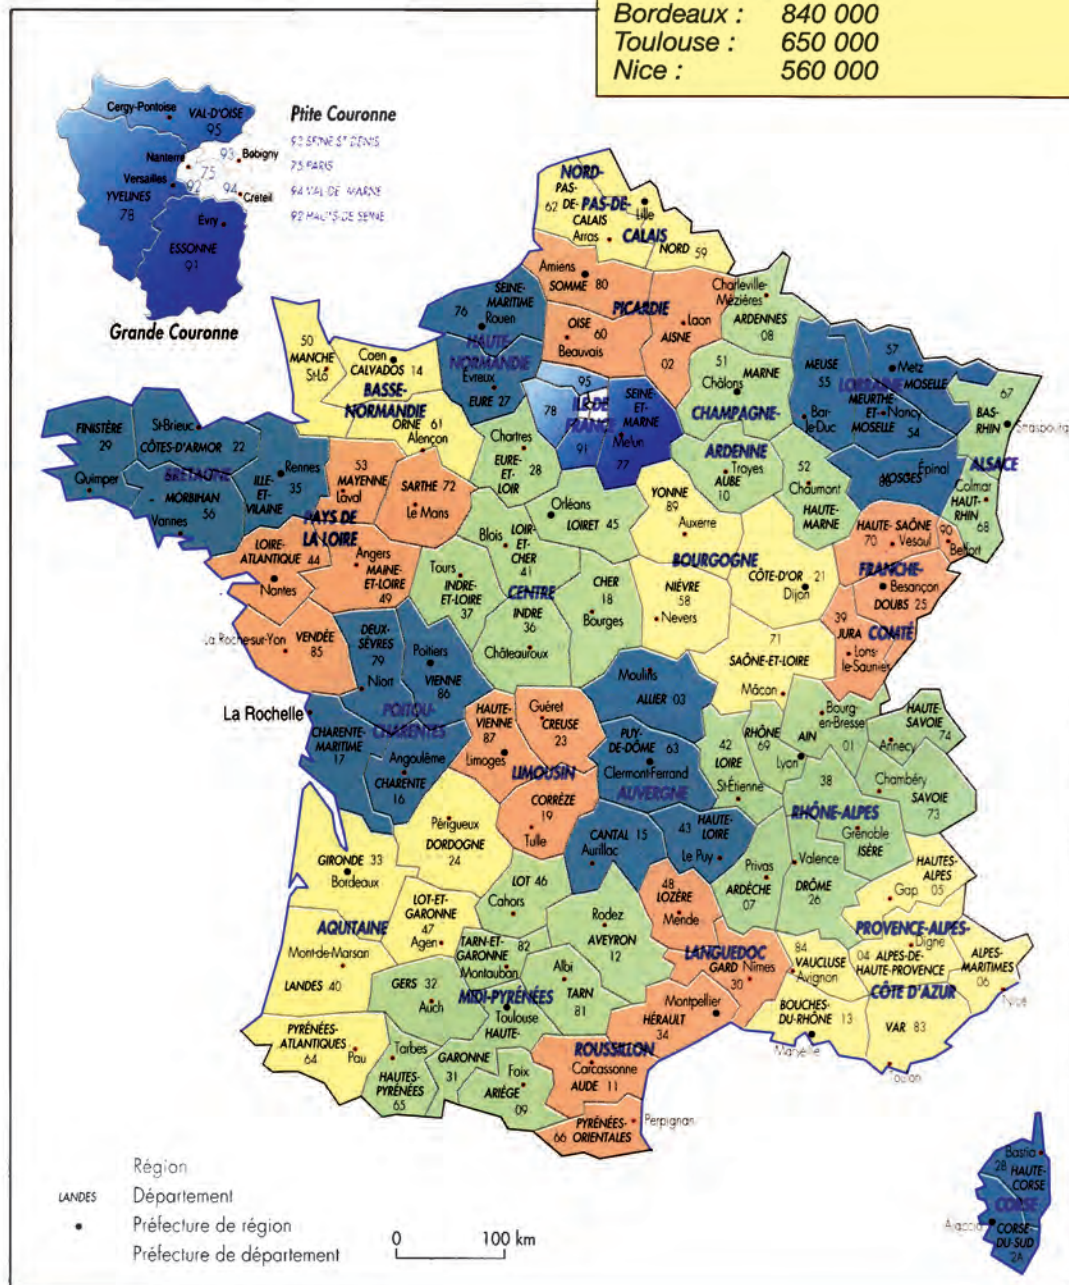 Bordeaux : 840 000
Toulouse : 650 000
Nice : 560 000
Cergy-Pontoise
VAL-D'OISE
95
Nanterre
93
Bobigny
75
Versailles
92
94
Créteil
YVELINES
78
Évry
ESSONNE
91
Grande Couronne
Ptite Couronne
92 SEINE ST DENIS
75 PARIS
94 VAL DE MARNE
92 HAUTS DE SEINE
NORD-
PAS-DE-
CALAIS
62
PAS-
DE-
CALAIS
Lille
Arras
NORD 59
Amiens
SOMME 80
PICARDIE
OISE
60
Beauvais
Laon
AISNE
02
Charleville-
Mézières
ARDENNES
08
SEINE-
MARITIME
76
Rouen
HAUTE-
NORMANDIE
Évreux
EURE 27
50
MANCHE
St-Lô
Caen
CALVADOS 14
BASSE-
NORMANDIE
ORNE 61
Alençon
95
78
ILE DE
FRANCE
91
SEINE-
ET-
MARNE
Melun
77
51
MARNE
Châlons
CHAMPAGNE-
ARDENNE
Troyes
AUBE
10
52
Chaumont
HAUTE-
MARNE
MEUSE
55
Bar-
le-Duc
57
Metz
MOSELLE
LORRAINE
MEURTHE
ET-
MOSELLE
Nancy
54
VOSGES
88
Épinal
67
BAS-
RHIN
Strasbourg
ALSACE
Colmar
HAUT-
RHIN
68
FINISTÈRE
29
Quimper
St-Brieuc
CÔTES-D'ARMOR 22
BRETAGNE
MORBIHAN
56
Vannes
Rennes
ILLE-
ET-
VILAINE
35
53
MAYENNE
Laval
SARTHE 72
Le Mans
PAYS DE
LA LOIRE
LOIRE-
ATLANTIQUE 44
Nantes
Angers
MAINE-
ET-LOIRE
49
La Roche-sur-Yon
VENDÉE
85
Chartres
EURE-
ET-
LOIR
28
Orléans
LOIRET 45
Blois
LOIR-
ET-
CHER
41
Tours
INDRE-
ET-LOIRE
37
CENTRE
INDRE
36
Châteauroux
CHER
18
Bourges
YONNE
89
Auxerre
BOURGOGNE
NIÈVRE
58
Nevers
CÔTE-D'OR 21
Dijon
71
SAÔNE-ET-LOIRE
Mâcon
HAUTE-
SAÔNE
70
Vesoul
90
Belfort
FRANCHE-
COMTÉ
Besançon
DOUBS 25
39
JURA
Lons-
le-Saunier
DEUX-
SÈVRES
79
Niort
Poitiers
VIENNE
86
POITOU-
CHARENTES
La Rochelle
CHARENTE-
MARITIME
17
Angoulême
CHARENTE
16
HAUTE-
VIENNE
87
Limoges
Guéret
CREUSE
23
LIMOUSIN
CORRÈZE
19
Tulle
Moulins
ALLIER 03
PUY-
DE-DÔME 63
Clermont-Ferrand
AUVERGNE
CANTAL 15
Aurillac
43
HAUTE-
LOIRE
Le Puy
42
LOIRE
St-Étienne
RHÔNE
69
Lyon
Bourg-
en-Bresse
AIN
01
HAUTE-
SAVOIE
74
Annecy
Chambéry
SAVOIE
73
38
RHÔNE-ALPES
Grenoble
ISÈRE
Privas
ARDÈCHE
07
Valence
DRÔME
26
Périgueux
DORDOGNE
24
GIRONDE 33
Bordeaux
LOT-ET-
GARONNE
47
Agen
AQUITAINE
Mont-de-Marsan
LANDES 40
PYRÉNÉES-
ATLANTIQUES
64
Pau
LOT 46
Cahors
Rodez
AVEYRON
12
TARN-ET-
GARONNE
82
Montauban
Albi
TARN
81
GERS 32
Auch
MIDI-PYRÉNÉES
Toulouse
HAUTE-
GARONNE
31
Tarbes
HAUTES-
PYRÉNÉES
65
Foix
ARIÉGE
09
48
LOZÈRE
Mende
LANGUEDOC
GARD
30
Nîmes
Montpellier
HÉRAULT
34
ROUSSILLON
Carcassonne
AUDE 11
66
PYRÉNÉES-
ORIENTALES
Perpignan
HAUTES-
ALPES
05
Gap
PROVENCE-ALPES-
CÔTE D'AZUR
84
VAUCLUSE
Avignon
Digne
04
ALPES-DE-
HAUTE-PROVENCE
ALPES-
MARITIMES
06
Nice
BOUCHES-
DU-RHÔNE 13
Marseille
VAR 83
Toulon
Bastia
2B
HAUTE-
CORSE
CORSE
Ajaccio
CORSE-
DU-SUD
2A
Région
LANDES Département
Préfecture de région
Préfecture de département
0 100 km